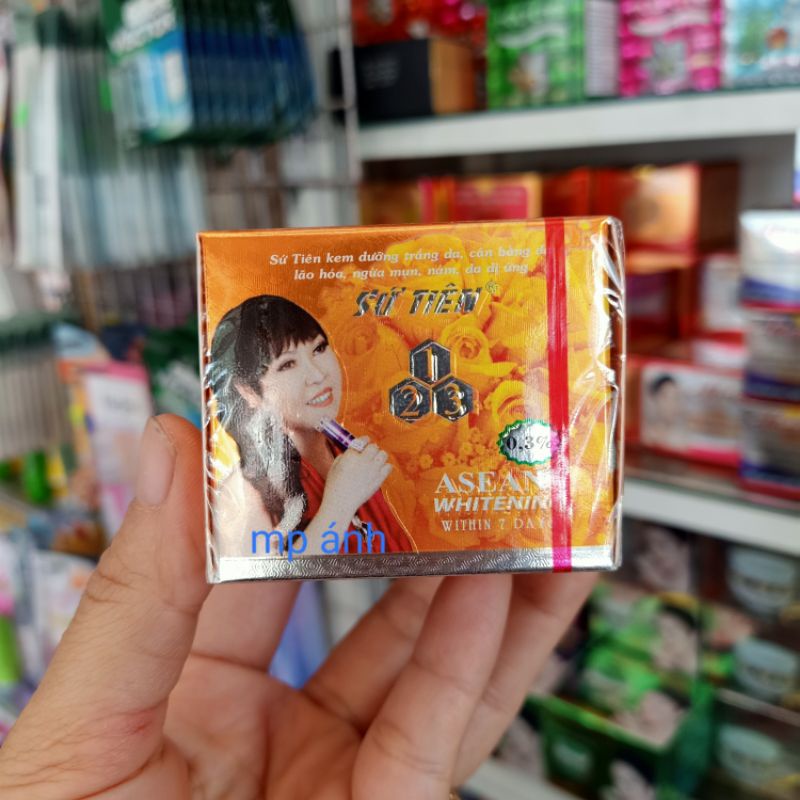 Sứ Tiên kem dưỡng trắng da, cân bằng
lão hóa, ngừa mụn, nám, da dị ứng
SỨ TIÊN®
1
2 3
0.3%
ASEAN
WHITENIN
WITHIN 7 DAY
mp ánh